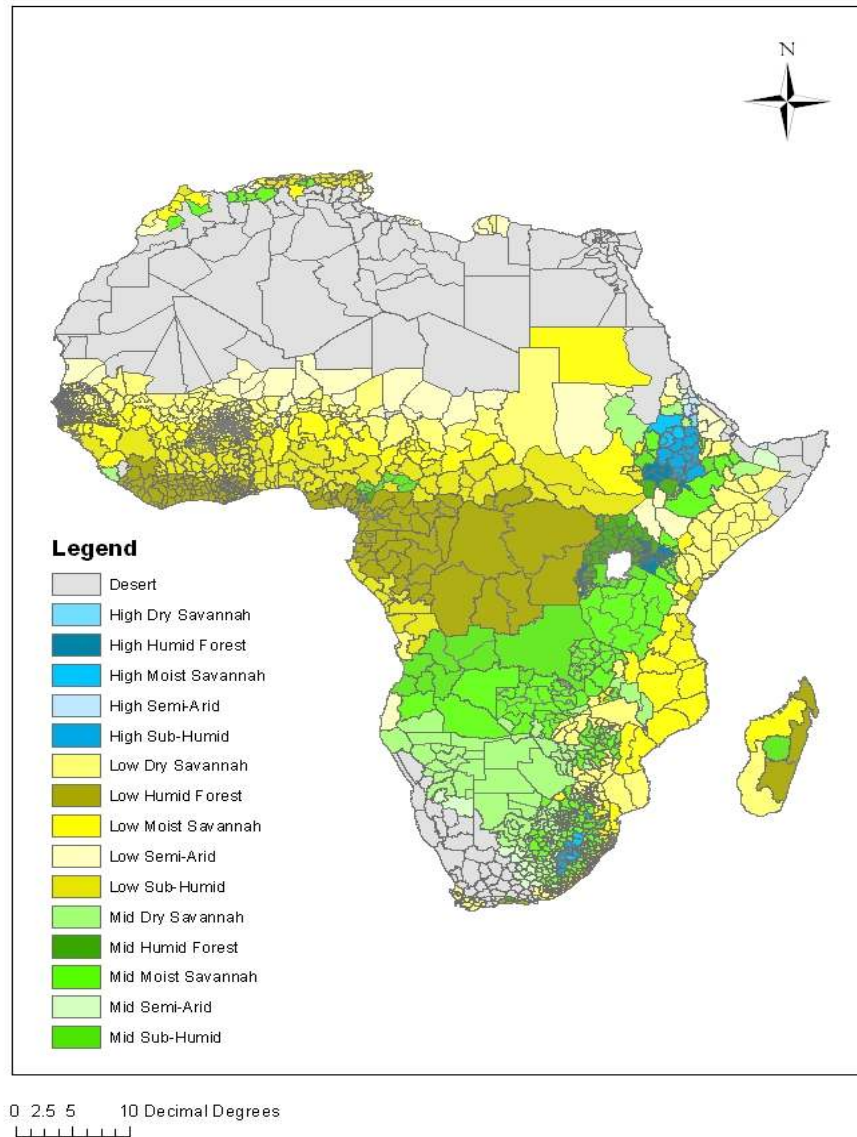 N
Legend
Desert
High Dry Savannah
High Humid Forest
High Moist Savannah
High Semi-Arid
High Sub-Humid
Low Dry Savannah
Low Humid Forest
Low Moist Savannah
Low Semi-Arid
Low Sub-Humid
Mid Dry Savannah
Mid Humid Forest
Mid Moist Savannah
Mid Semi-Arid
Mid Sub-Humid
0 2.5 5 10 Decimal Degrees